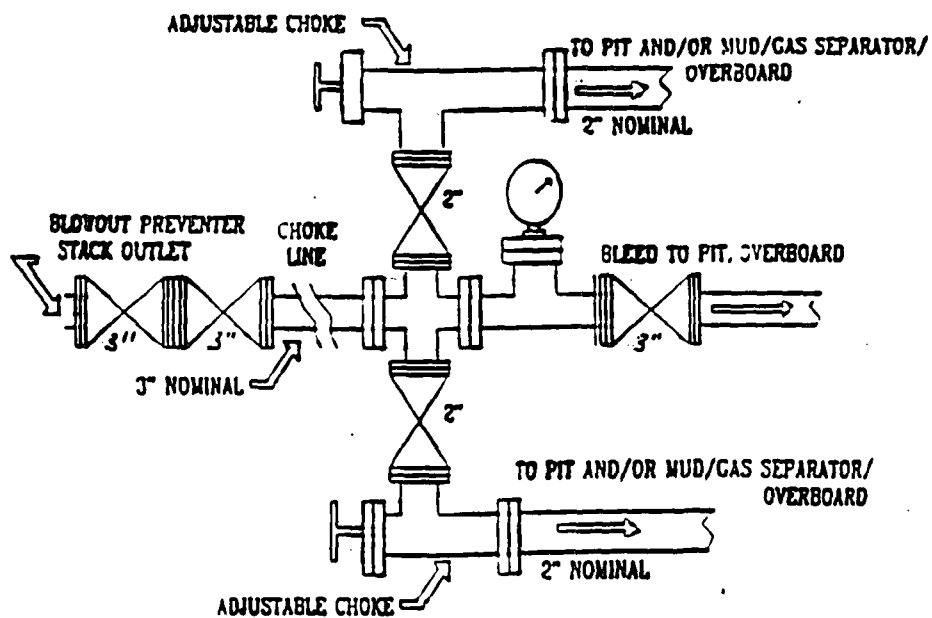 ADJUSTABLE CHOKE
TO PIT AND/OR MUD/GAS SEPARATOR/
OVERBOARD
2" NOMINAL
2"
BLOWOUT PREVENTER
STACK OUTLET
CHOKE
LINE
BLEED TO PIT, OVERBOARD
3"
3"
3"
3" NOMINAL
2"
TO PIT AND/OR MUD/GAS SEPARATOR/
OVERBOARD
2" NOMINAL
ADJUSTABLE CHOKE